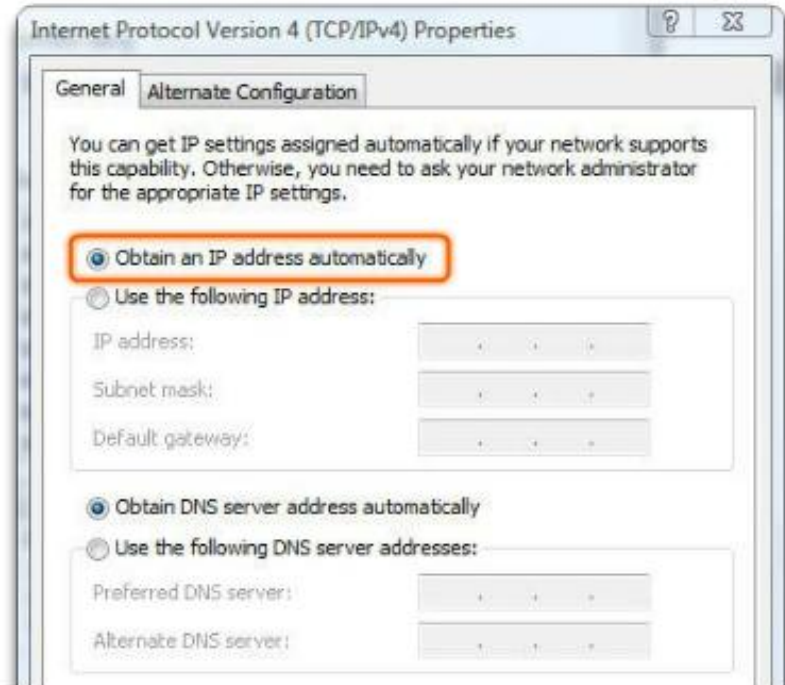 Internet Protocol Version 4 (TCP/IPv4) Properties
General
Alternate Configuration
You can get IP settings assigned automatically if your network supports
this capability. Otherwise, you need to ask your network administrator
for the appropriate IP settings.
Obtain an IP address automatically
Use the following IP address:
IP address:
Subnet mask:
Default gateway:
Obtain DNS server address automatically
Use the following DNS server addresses:
Preferred DNS server:
Alternate DNS server: